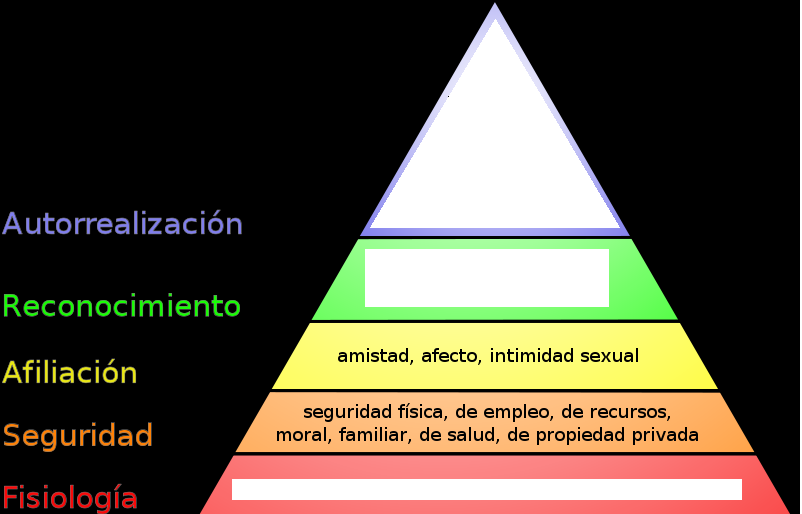 Autorrealización
Reconocimiento
Afiliación
amistad, afecto, intimidad sexual
Seguridad
seguridad física, de empleo, de recursos,
moral, familiar, de salud, de propiedad privada
Fisiología